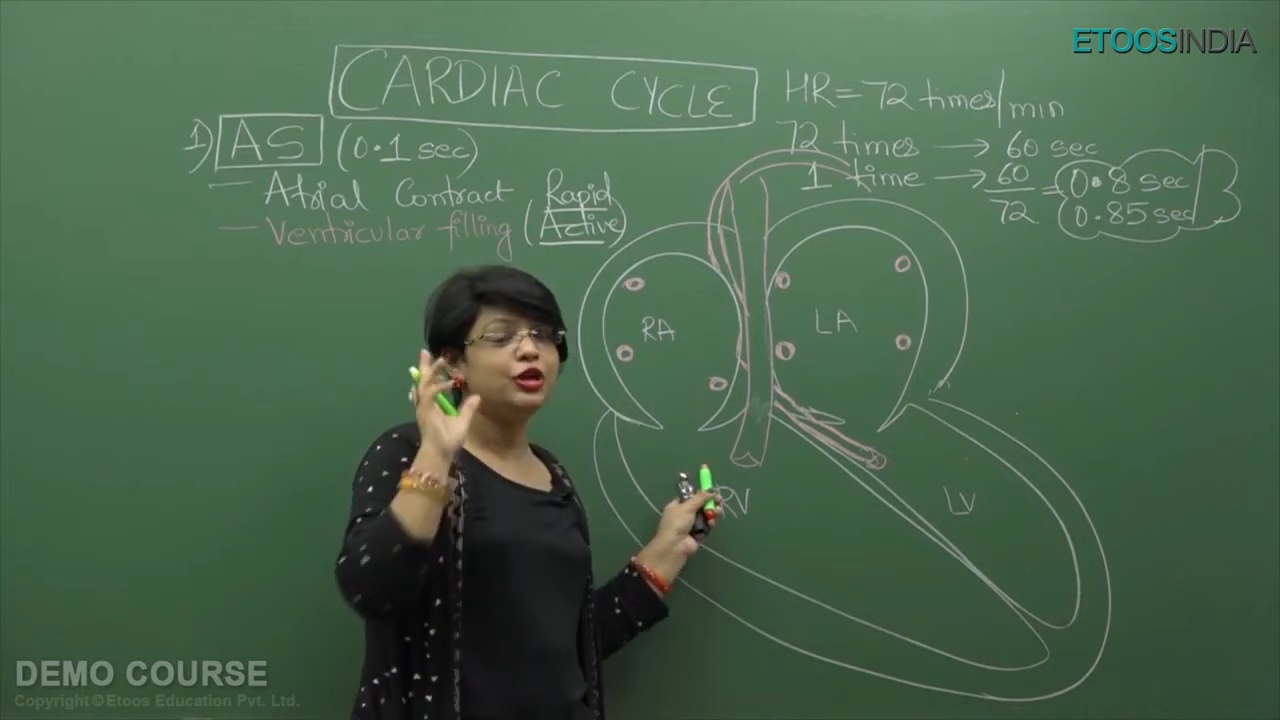 ETOOSINDIA
CARDIAC CYCLE
HR = 72 times/min
72 times → 60 sec
1 time → 60/72 = 0.8 sec
0.85 sec
1) AS (0.1 sec)
— Atrial Contract Rapid
— Ventricular filling (Active)
RA
LA
RV
LV
DEMO COURSE
Copyright © Etoos Education Pvt. Ltd.